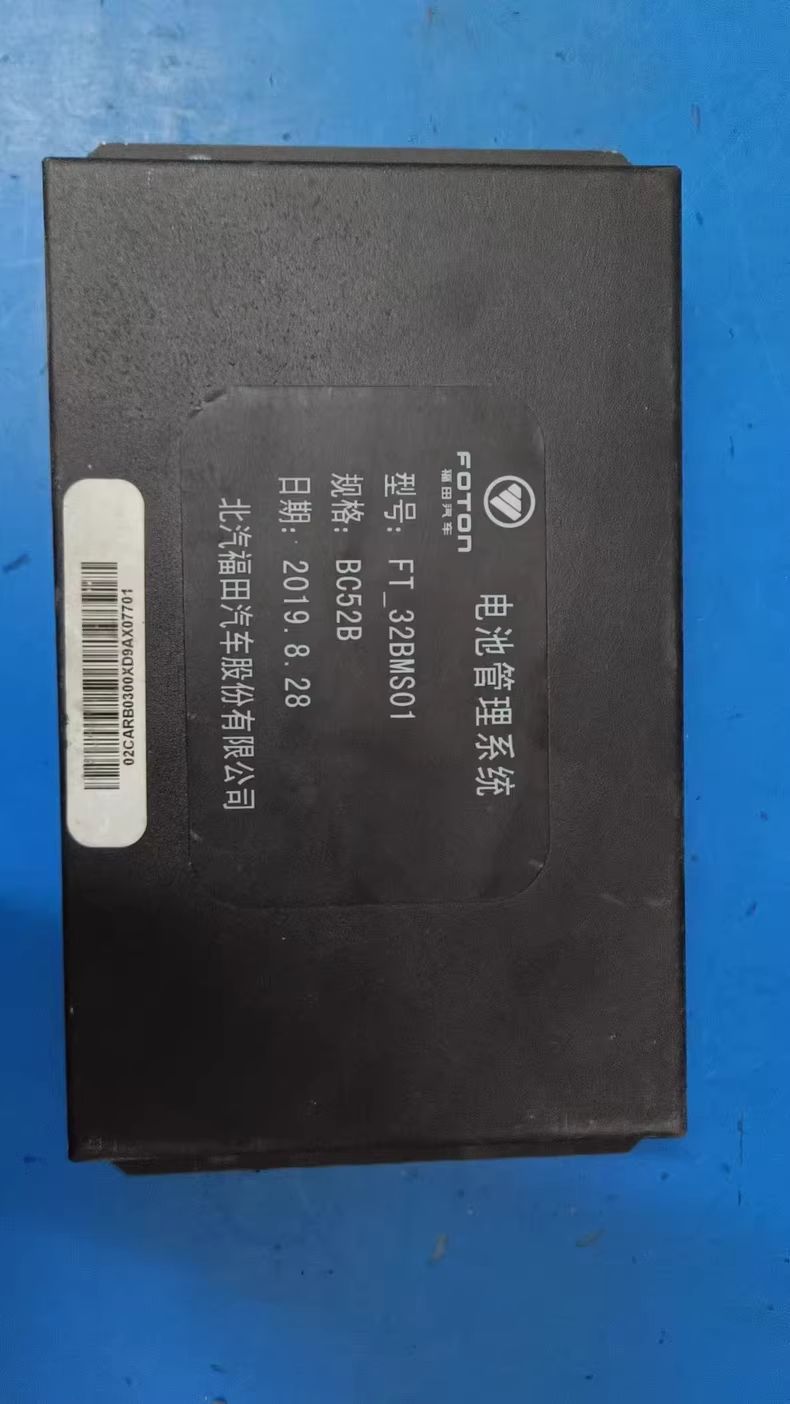 FOTON
福田汽车
电池管理系统
型号: FT_32BMS01
规格: BC52B
日期: 2019.8.28
北汽福田汽车股份有限公司
02CARB0300XD9AX07701